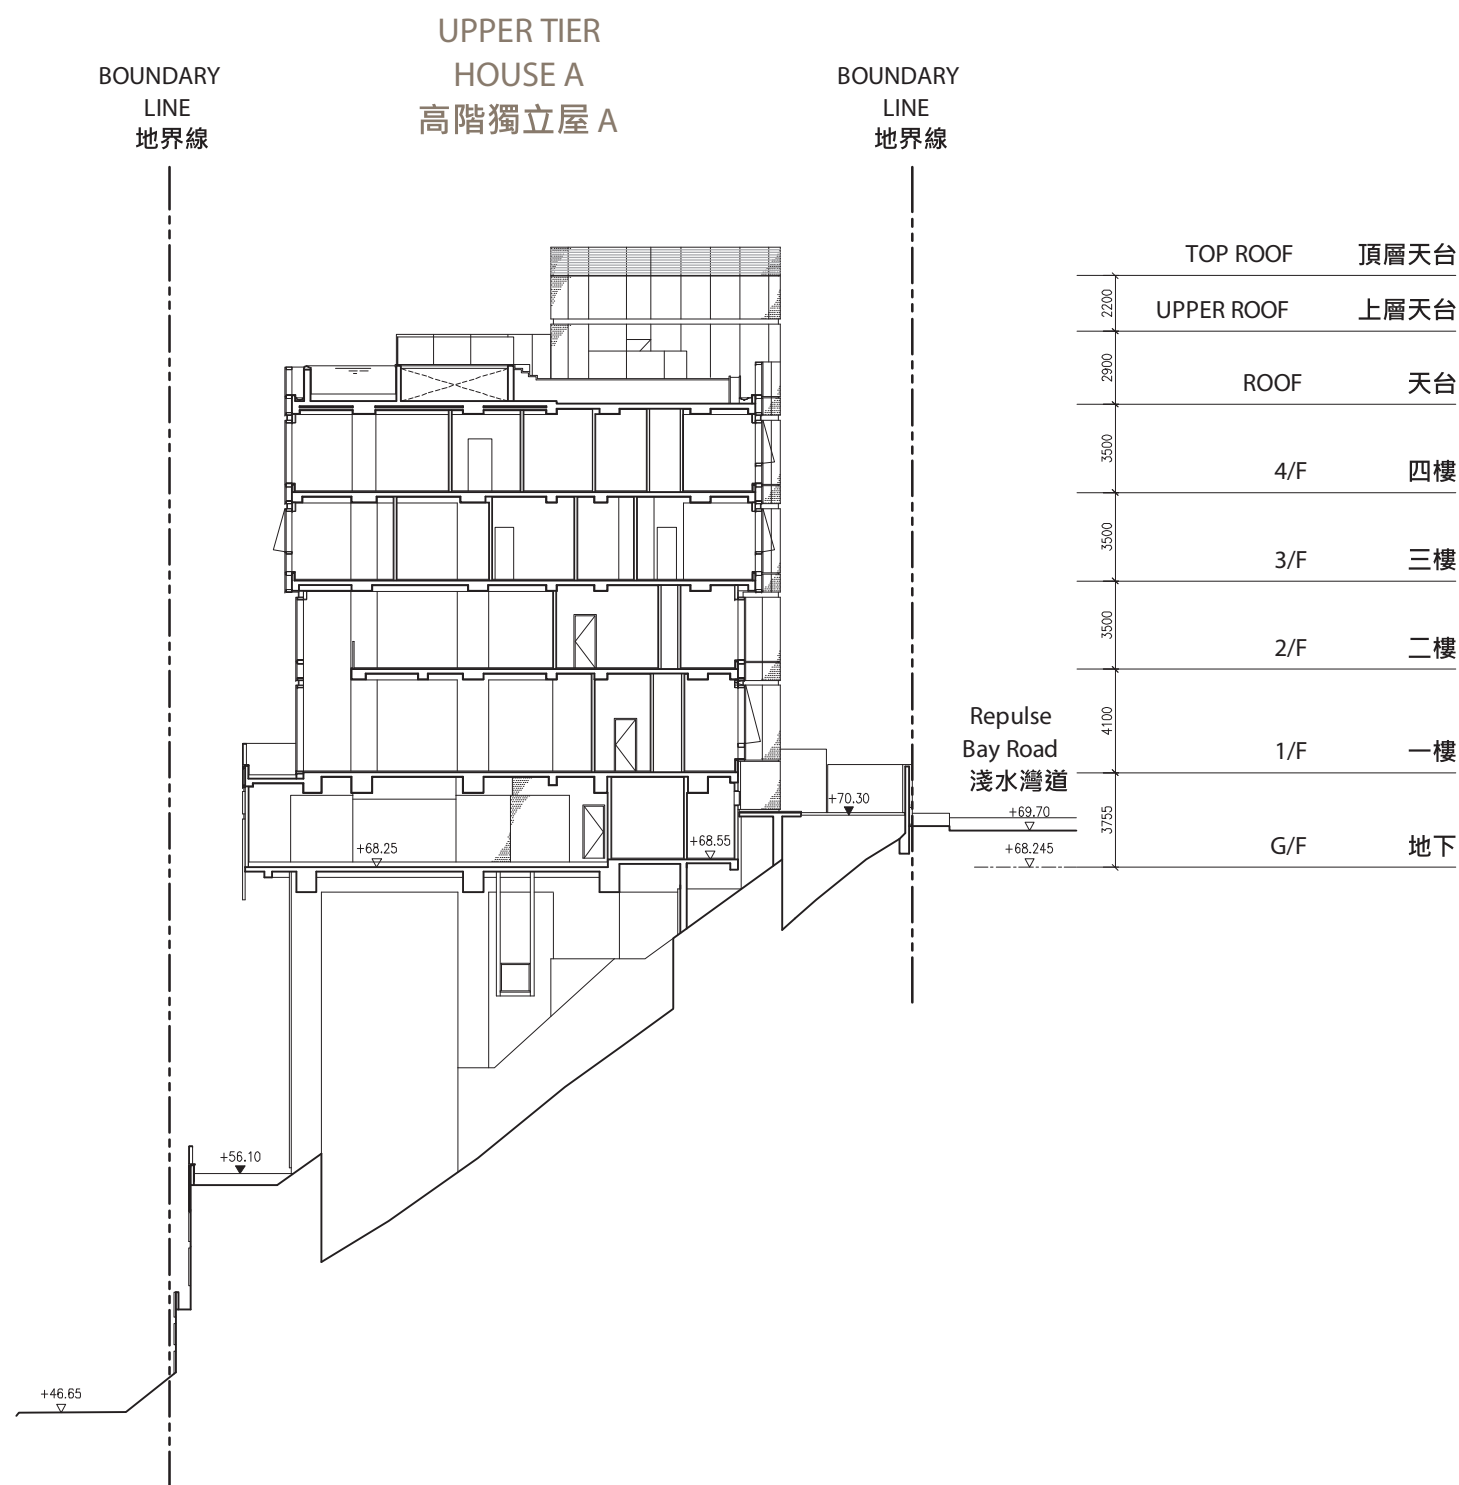 UPPER TIER
HOUSE A
高階獨立屋 A
BOUNDARY
LINE
地界線
BOUNDARY
LINE
地界線
TOP ROOF 頂層天台
2200
UPPER ROOF 上層天台
2900
ROOF 天台
3500
4/F 四樓
3500
3/F 三樓
3500
2/F 二樓
4100
1/F 一樓
3755
G/F 地下
Repulse
Bay Road
淺水灣道
+70.30
+69.70
+68.25
+68.55
+68.245
+56.10
+46.65